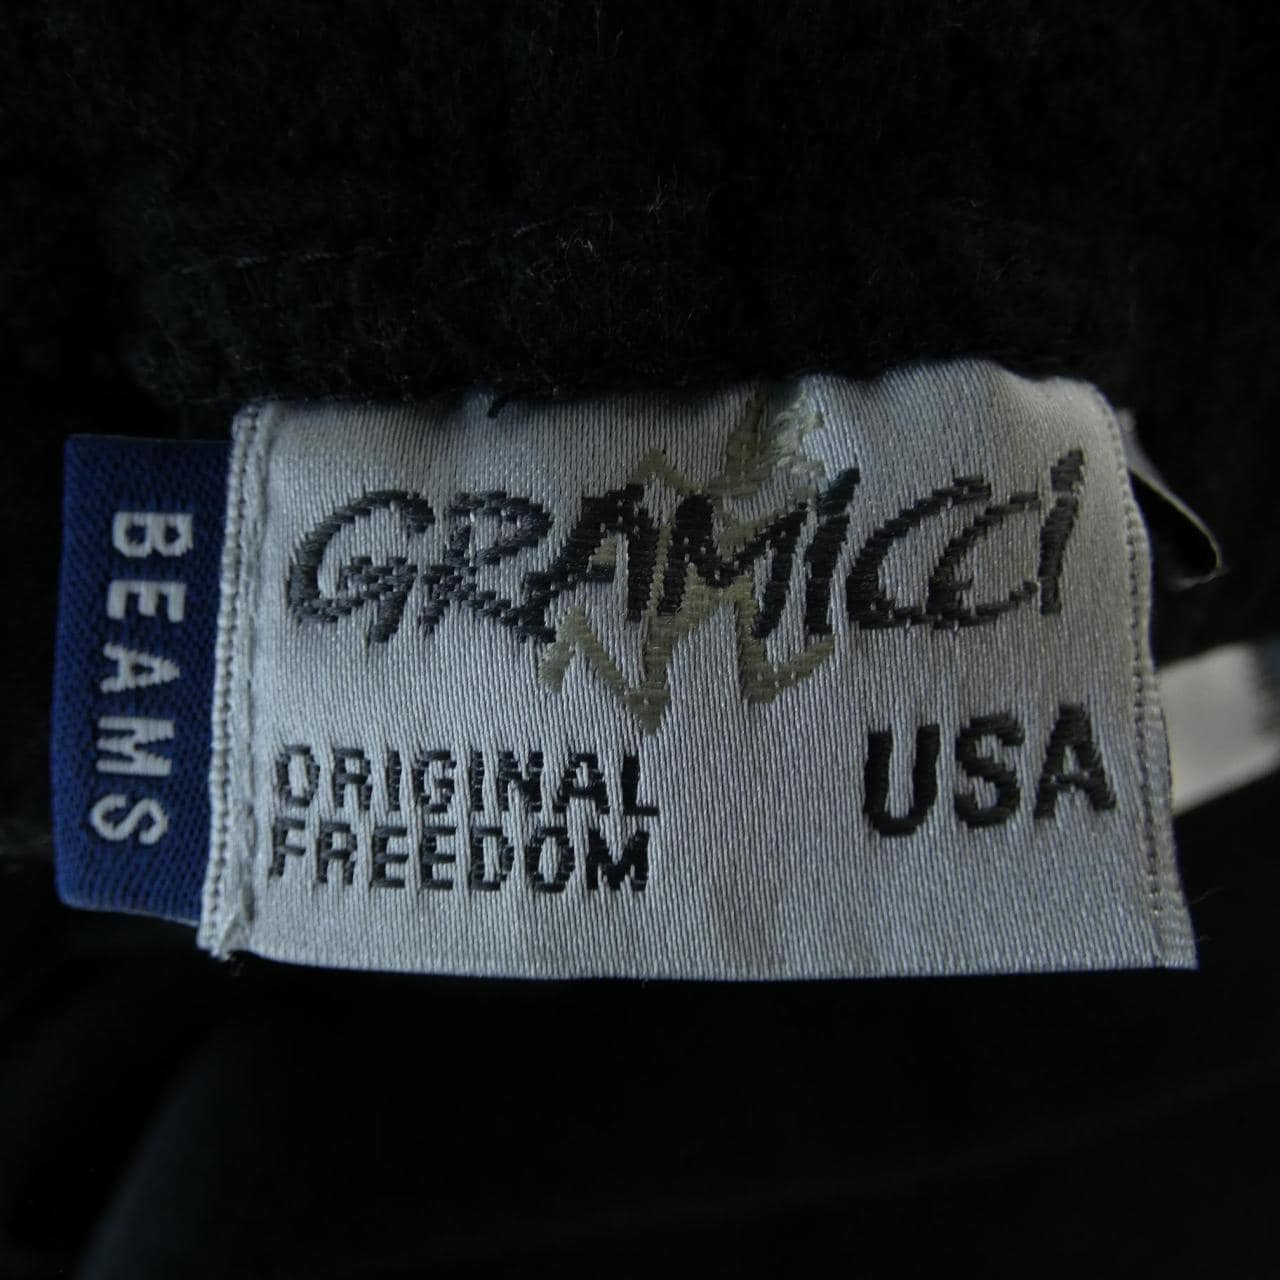 BEAMS
GRAMICCI
ORIGINAL
FREEDOM
USA